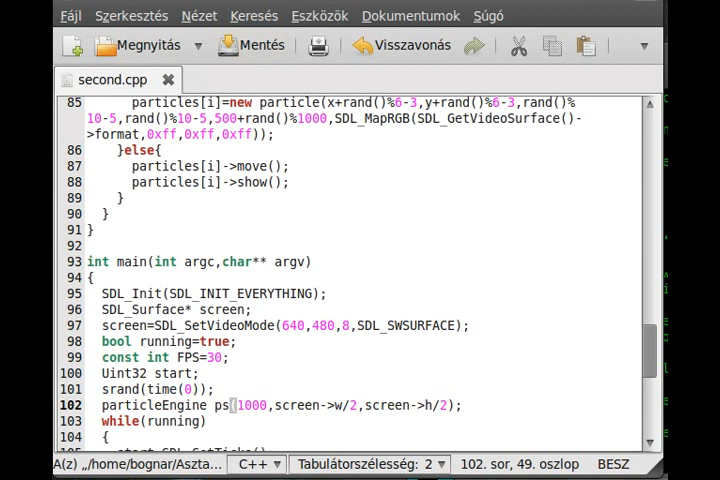 Fájl Szerkesztés Nézet Keresés Eszközök Dokumentumok Súgó
Megnyitás Mentés Visszavonás
second.cpp
85 particles[i]=new particle(x+rand()%6-3,y+rand()%6-3,rand()%
10-5,rand()%10-5,500+rand()%1000,SDL_MapRGB(SDL_GetVideoSurface()-
>format,0xff,0xff,0xff));
86 }else{
87 particles[i]->move();
88 particles[i]->show();
89 }
90 }
91 }
92
93 int main(int argc,char** argv)
94 {
95 SDL_Init(SDL_INIT_EVERYTHING);
96 SDL_Surface* screen;
97 screen=SDL_SetVideoMode(640,480,8,SDL_SWSURFACE);
98 bool running=true;
99 const int FPS=30;
100 Uint32 start;
101 srand(time(0));
102 particleEngine ps(1000,screen->w/2,screen->h/2);
103 while(running)
104 {
A(z) „/home/bognar/Aszta... C++ Tabulátorszélesség: 2 102. sor, 49. oszlop BESZ